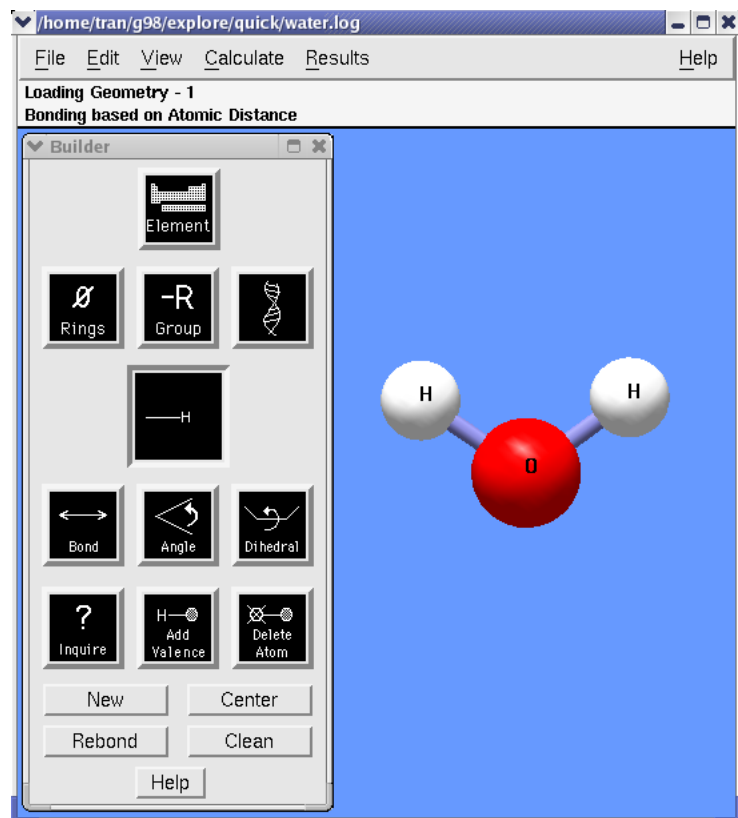 /home/tran/g98/explore/quick/water.log
File Edit View Calculate Results Help
Loading Geometry - 1
Bonding based on Atomic Distance
Builder
Element
Ø
Rings
-R
Group
H
Bond
Angle
Dihedral
?
Inquire
H
Add
Valence
Delete
Atom
New
Center
Rebond
Clean
Help
H
H
O